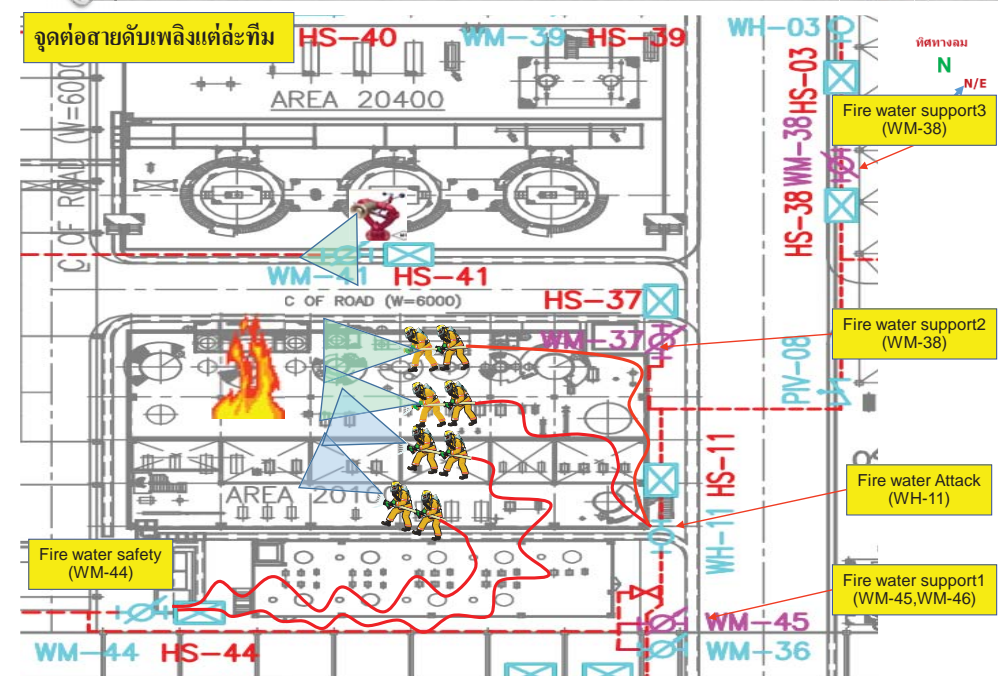 จุดต่อสายดับเพลิงแต่ล่ะทีม
HS-40
WM-39
HS-39
WH-03
ทิศทางลม
N
N/E
HS-03
Fire water support3
(WM-38)
AREA 20400
C OF ROAD (W=6000)
WM-38
HS-38
WM-41
HS-41
C OF ROAD (W=6000)
HS-37
WM-37
Fire water support2
(WM-38)
PIV-08
HS-11
Fire water Attack
(WH-11)
WH-11
Fire water safety
(WM-44)
Fire water support1
(WM-45,WM-46)
WM-45
WM-44
HS-44
WM-36